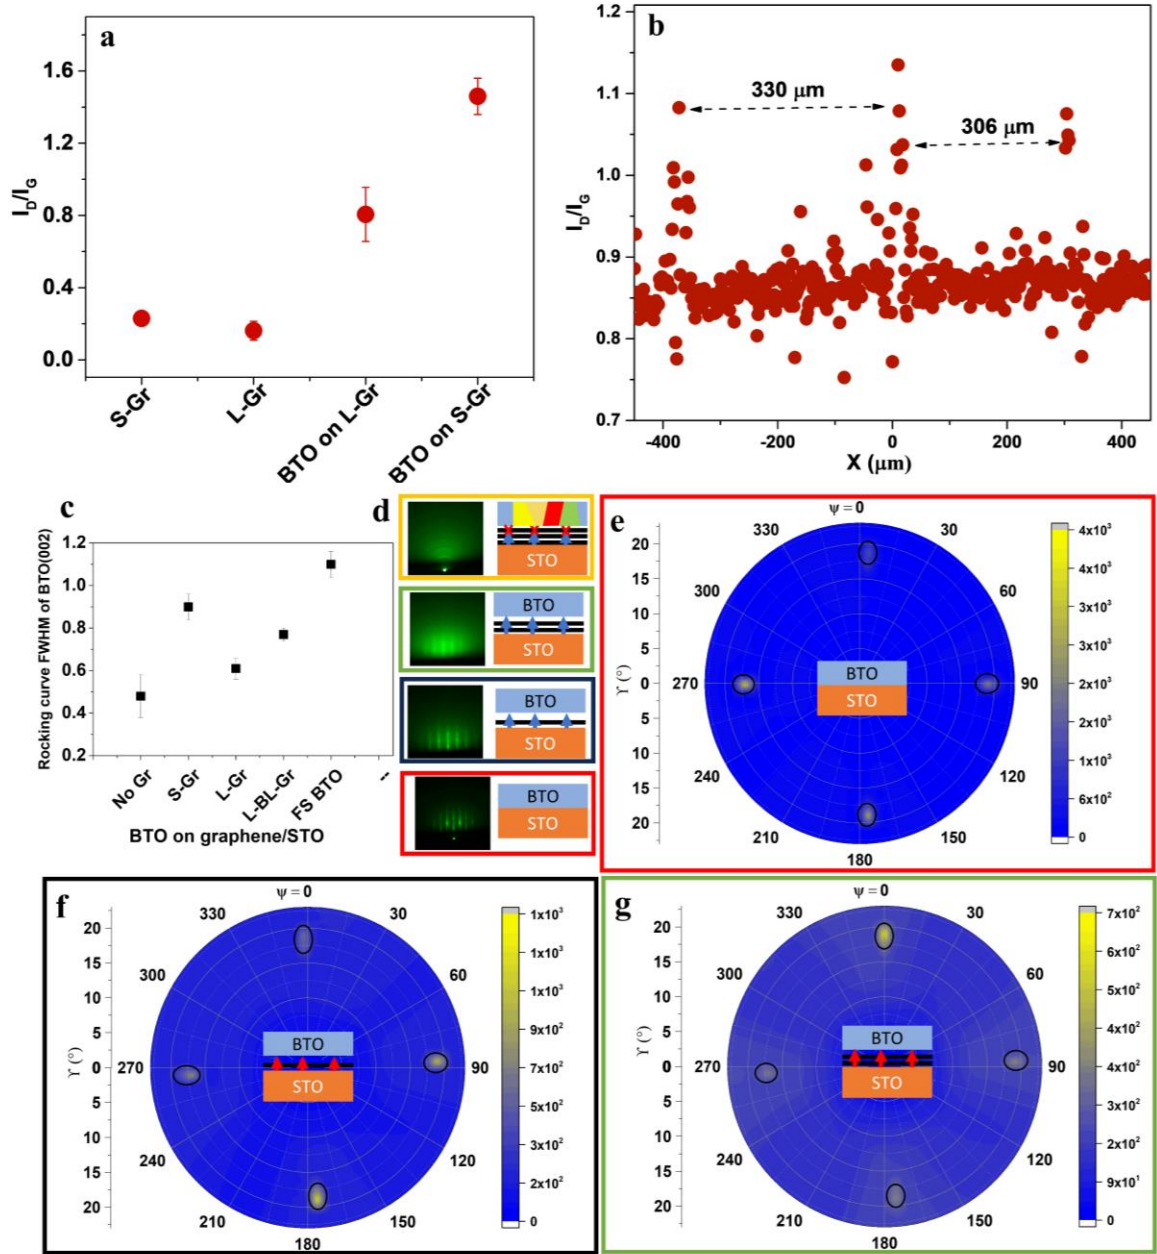 a
I_D/I_G
1.6
1.2
0.8
0.4
0.0
S-Gr
L-Gr
BTO on L-Gr
BTO on S-Gr
b
I_D/I_G
1.2
1.1
1.0
0.9
0.8
0.7
330 μm
306 μm
-400
-200
0
200
400
X (μm)
c
Rocking curve FWHM of BTO(002)
1.2
1.0
0.8
0.6
0.4
0.2
No Gr
S-Gr
L-Gr
L-BL-Gr
FS BTO
--
BTO on graphene/STO
d
STO
BTO
STO
BTO
STO
BTO
STO
e
ψ = 0
30
60
90
120
150
180
210
240
270
300
330
ϒ (°)
20
15
10
5
0
5
10
15
20
BTO
STO
4x10³
4x10³
3x10³
3x10³
2x10³
2x10³
1x10³
6x10²
0
f
ψ = 0
30
60
90
120
150
180
210
240
270
300
330
ϒ (°)
20
15
10
5
0
5
10
15
20
BTO
STO
1x10³
1x10³
9x10²
7x10²
5x10²
3x10²
2x10²
0
g
ψ = 0
30
60
90
120
150
180
210
240
270
300
330
ϒ (°)
20
15
10
5
0
5
10
15
20
BTO
STO
7x10²
6x10²
5x10²
4x10²
4x10²
3x10²
2x10²
9x10¹
0